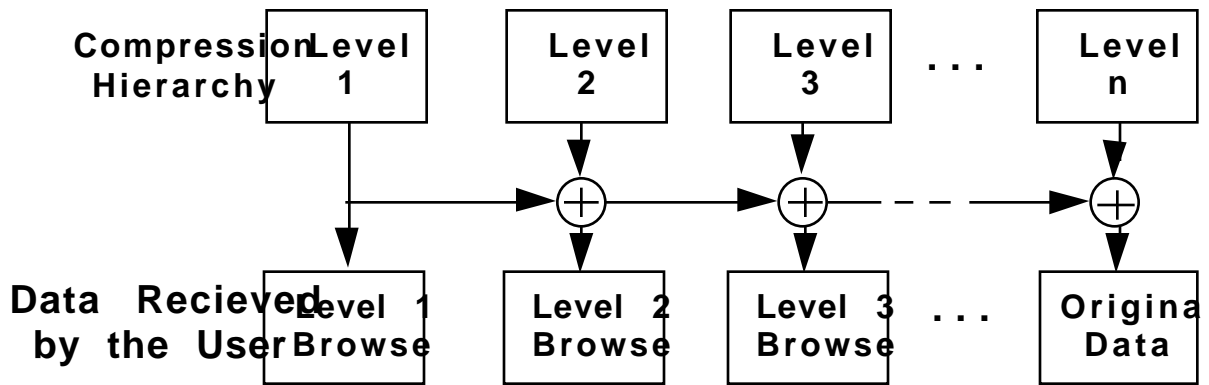 Compression Hierarchy
Level 1
Level 2
Level 3
. . .
Level n
Data Recieved by the User
Level 1 Browse
Level 2 Browse
Level 3 Browse
. . .
Origina Data